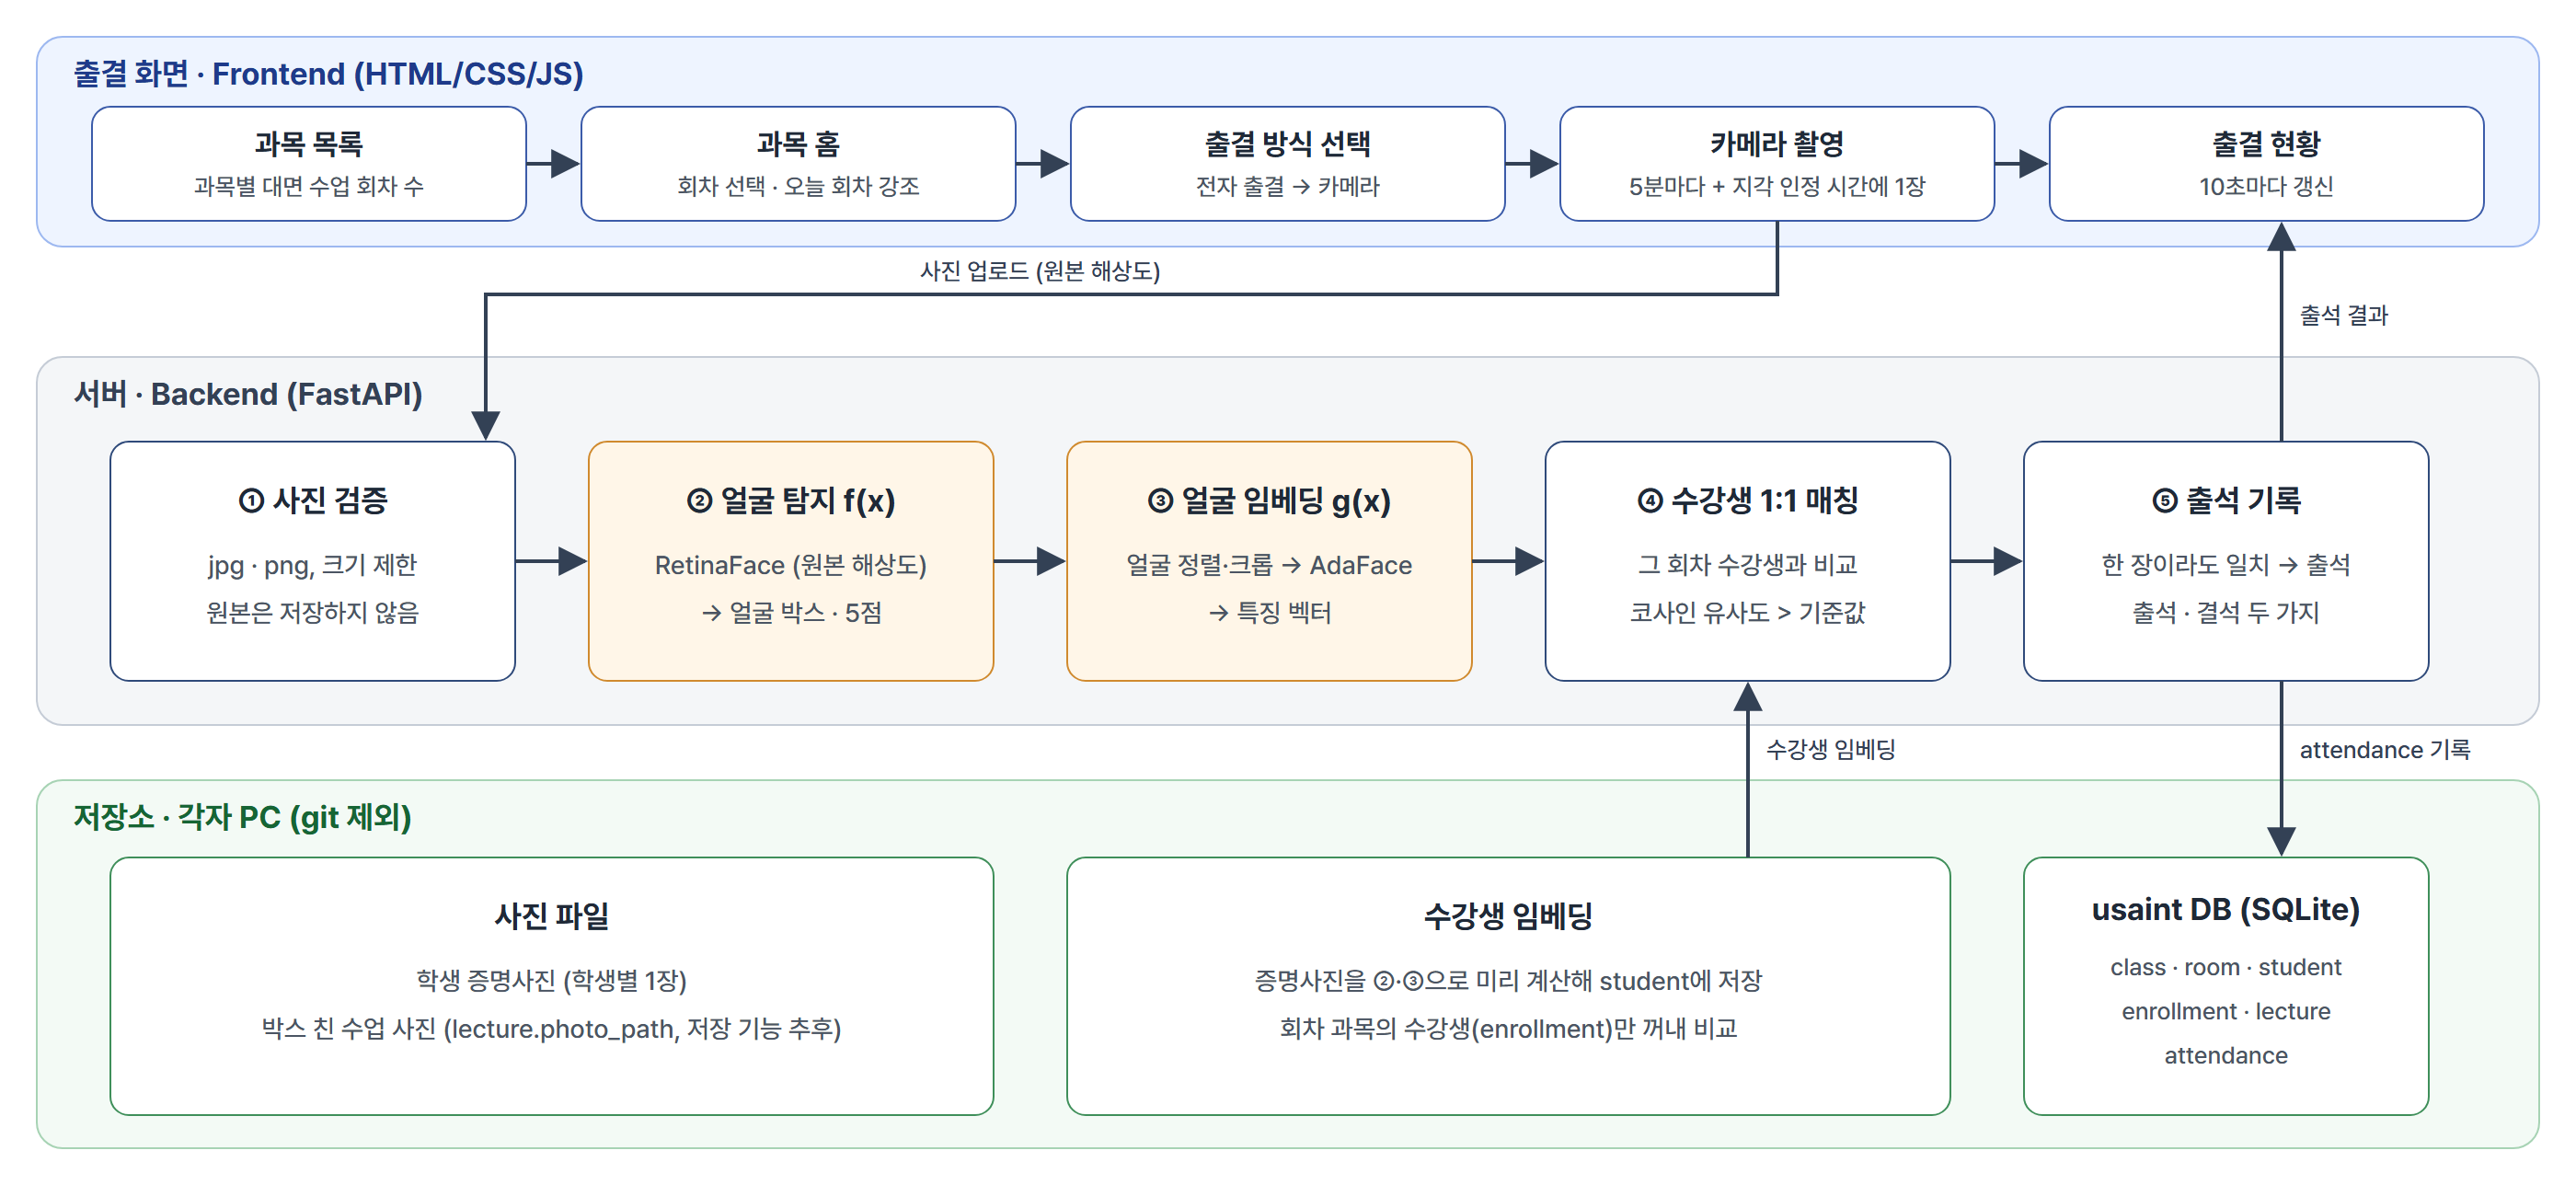 출결 화면 · Frontend (HTML/CSS/JS)
과목 목록
과목별 대면 수업 회차 수
과목 홈
회차 선택 · 오늘 회차 강조
출결 방식 선택
전자 출결 → 카메라
카메라 촬영
5분마다 + 지각 인정 시간에 1장
출결 현황
10초마다 갱신
사진 업로드 (원본 해상도)
출석 결과
서버 · Backend (FastAPI)
① 사진 검증
jpg · png, 크기 제한
원본은 저장하지 않음
② 얼굴 탐지 f(x)
RetinaFace (원본 해상도)
→ 얼굴 박스 · 5점
③ 얼굴 임베딩 g(x)
얼굴 정렬·크롭 → AdaFace
→ 특징 벡터
④ 수강생 1:1 매칭
그 회차 수강생과 비교
코사인 유사도 > 기준값
⑤ 출석 기록
한 장이라도 일치 → 출석
출석 · 결석 두 가지
수강생 임베딩
attendance 기록
저장소 · 각자 PC (git 제외)
사진 파일
학생 증명사진 (학생별 1장)
박스 친 수업 사진 (lecture.photo_path, 저장 기능 추후)
수강생 임베딩
증명사진을 ②·③으로 미리 계산해 student에 저장
회차 과목의 수강생(enrollment)만 꺼내 비교
usaint DB (SQLite)
class · room · student
enrollment · lecture
attendance